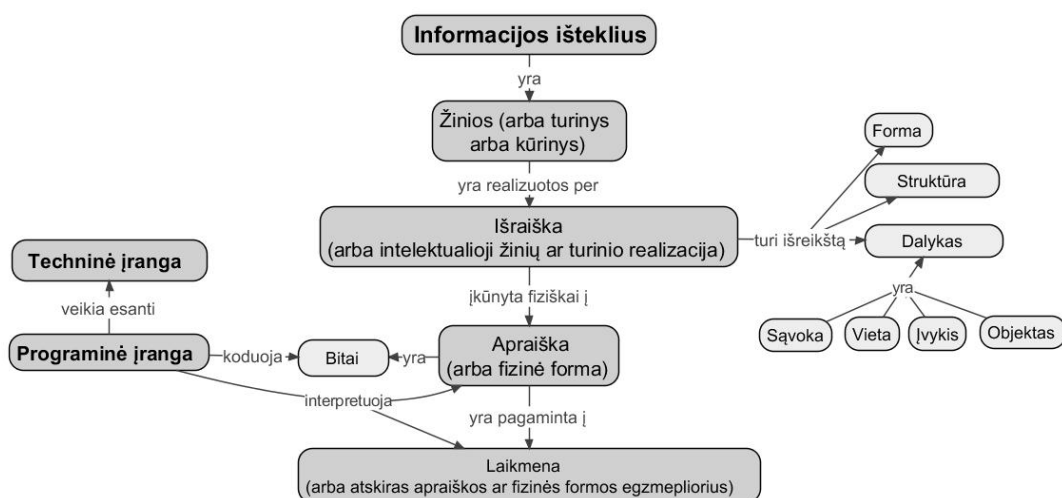 Informacijos išteklius
yra
Žinios (arba turinys
arba kūrinys)
yra realizuotos per
Forma
Struktūra
Išraiška
(arba intelektualioji žinių ar turinio realizacija)
turi išreikštą
Dalykas
Techninė įranga
veikia esanti
įkūnyta fiziškai į
yra
Sąvoka
Vieta
Įvykis
Objektas
Programinė įranga
koduoja
Bitai
yra
Apraiška
(arba fizinė forma)
interpretuoja
yra pagaminta į
Laikmena
(arba atskiras apraiškos ar fizinės formos egzmepliorius)